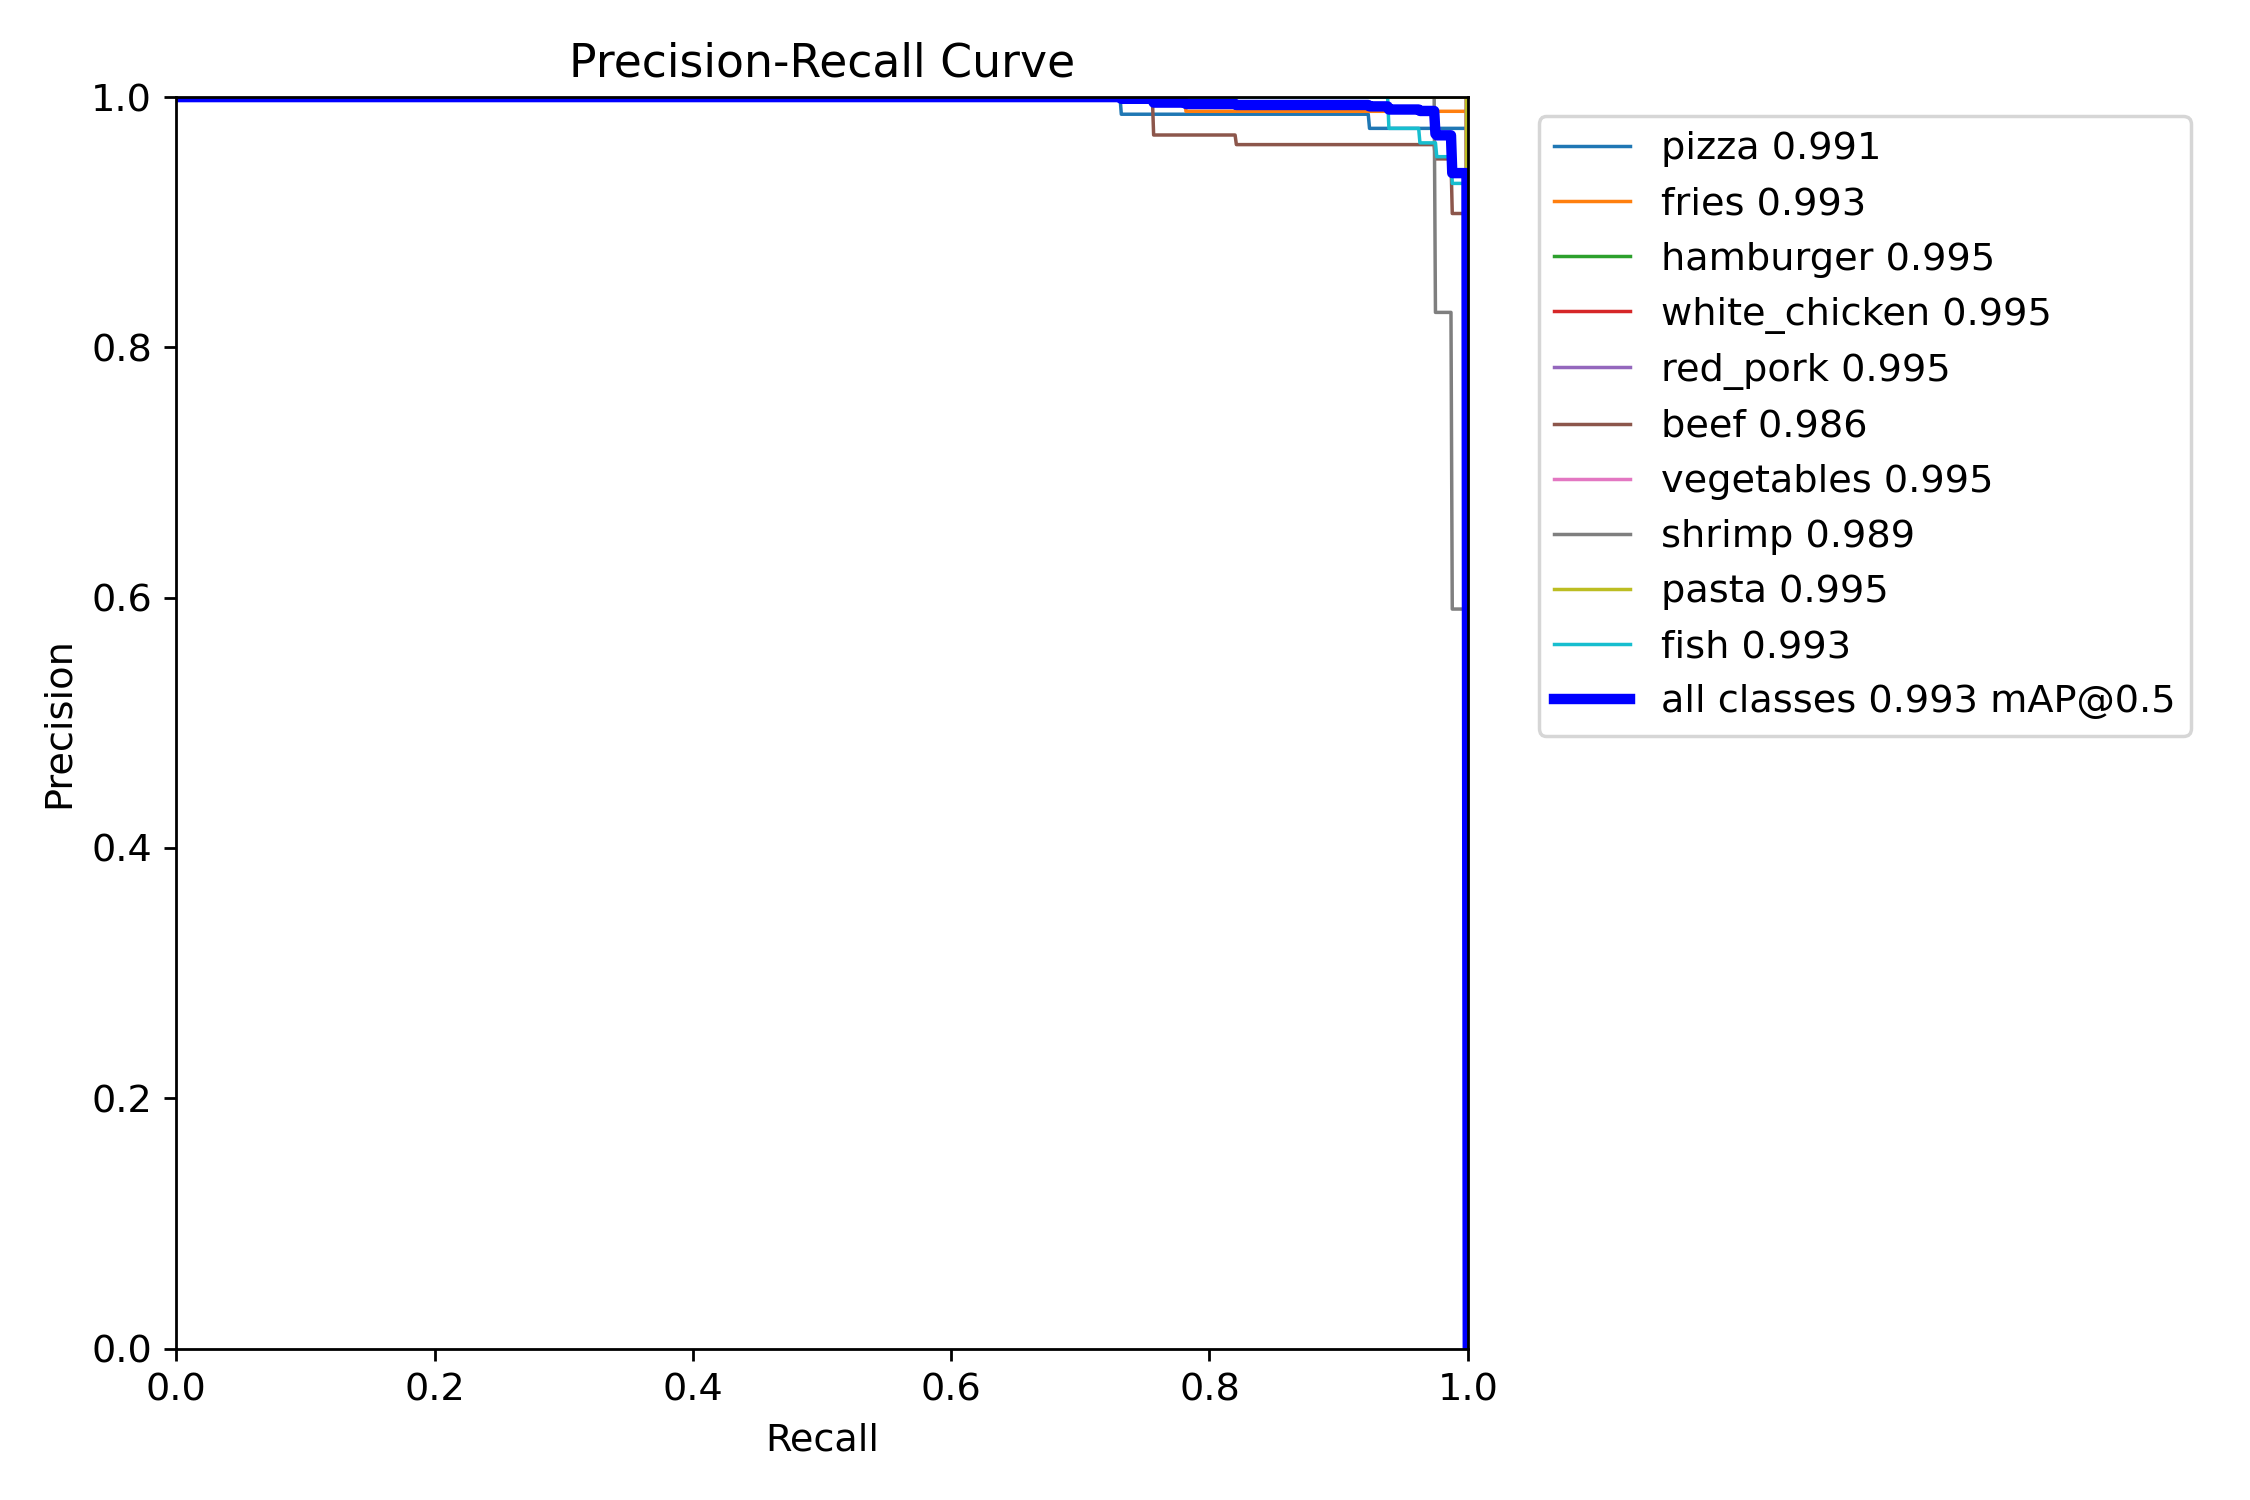 Precision-Recall Curve
1.0
0.8
0.6
0.4
0.2
0.0
Precision
0.0 0.2 0.4 0.6 0.8 1.0
Recall
pizza 0.991
fries 0.993
hamburger 0.995
white_chicken 0.995
red_pork 0.995
beef 0.986
vegetables 0.995
shrimp 0.989
pasta 0.995
fish 0.993
all classes 0.993 mAP@0.5